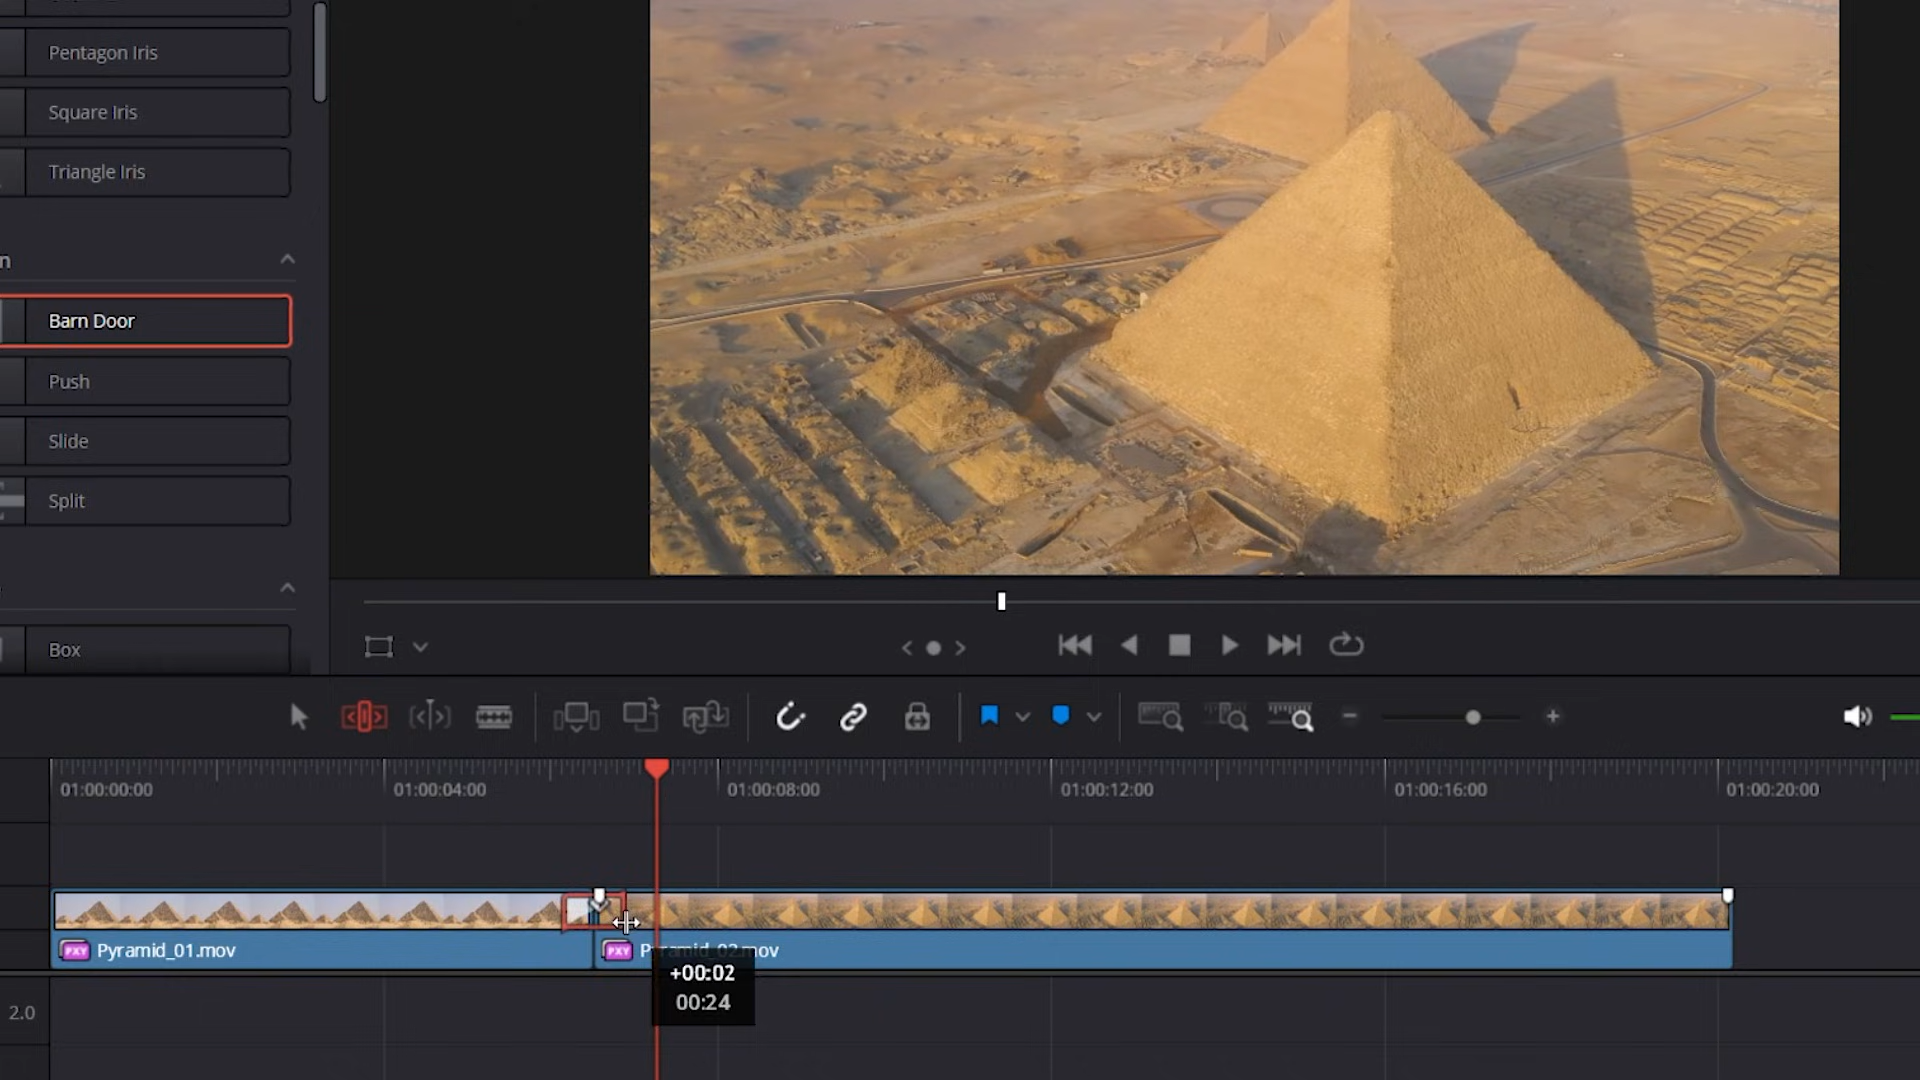 Pentagon Iris
Square Iris
Triangle Iris
n
Barn Door
Push
Slide
Split
Box
01:00:00:00
01:00:04:00
01:00:08:00
01:00:12:00
01:00:16:00
01:00:20:00
PXY Pyramid_01.mov
PXY Pyramid_02.mov
+00:02
00:24
2.0